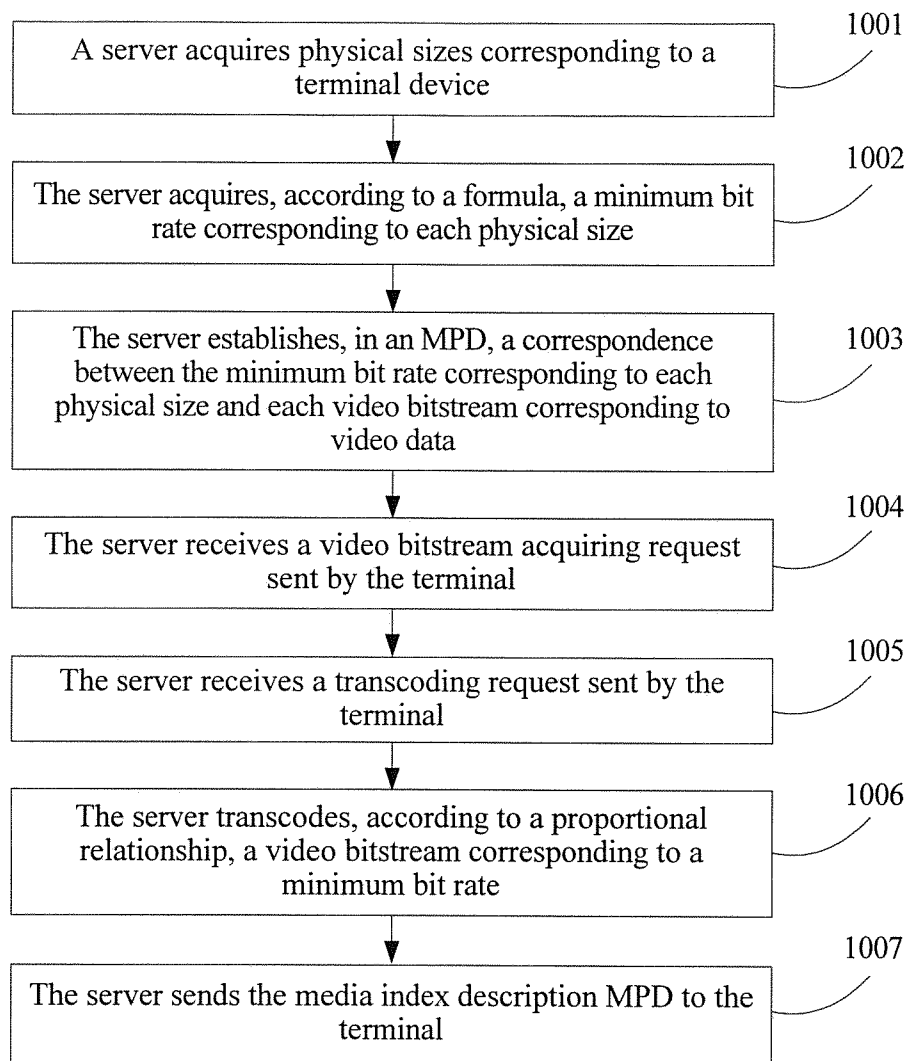 1001
A server acquires physical sizes corresponding to a
terminal device
1002
The server acquires, according to a formula, a minimum bit
rate corresponding to each physical size
1003
The server establishes, in an MPD, a correspondence
between the minimum bit rate corresponding to each
physical size and each video bitstream corresponding to
video data
1004
The server receives a video bitstream acquiring request
sent by the terminal
1005
The server receives a transcoding request sent by the
terminal
1006
The server transcodes, according to a proportional
relationship, a video bitstream corresponding to a
minimum bit rate
1007
The server sends the media index description MPD to the
terminal